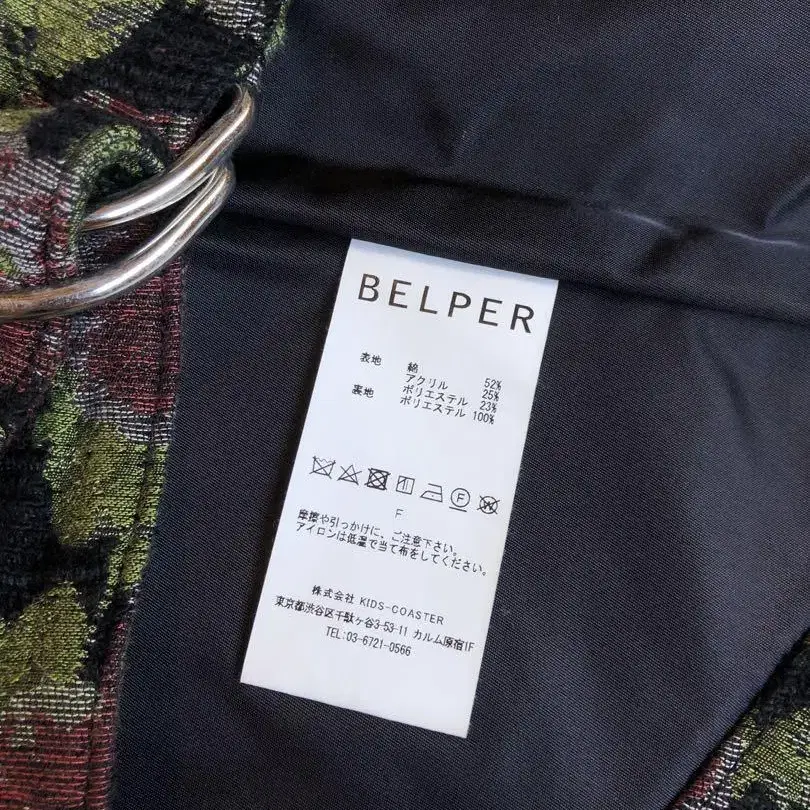 BELPER
表地 綿 52%
アクリル 25%
ポリエステル 23%
裏地 ポリエステル 100%
F
F
摩擦や引っかけに、ご注意下さい。
アイロンは低温で当て布をしてください。
株式会社 KIDS-COASTER
東京都渋谷区千駄ヶ谷3-53-11 カルム原宿1F
TEL:03-6721-0566